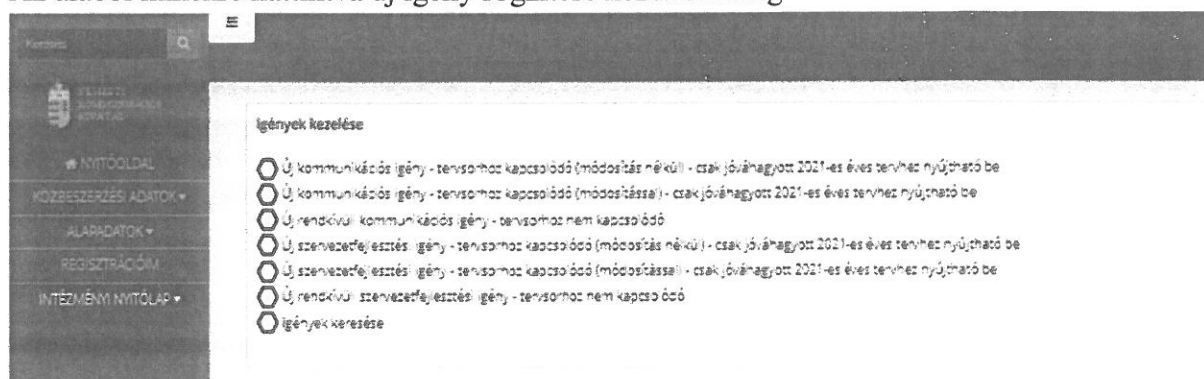 Keresés
NEMZETI
KOMMUNIKÁCIÓS
HIVATAL
NYITÓOLDAL
KÖZBESZERZÉSI ADATOK
ALAPADATOK
REGISZTRÁCIÓIM
INTÉZMÉNYI NYITÓLAP
Igények kezelése
Új kommunikációs igény - tervsorhoz kapcsolódó (módosítás nélkül) - csak jóváhagyott 2021-es éves tervhez nyújtható be
Új kommunikációs igény - tervsorhoz kapcsolódó (módosítással) - csak jóváhagyott 2021-es éves tervhez nyújtható be
Új rendkívüli kommunikációs igény - tervsorhoz nem kapcsolódó
Új szervezetfejlesztési igény - tervsorhoz kapcsolódó (módosítás nélkül) - csak jóváhagyott 2021-es éves tervhez nyújtható be
Új szervezetfejlesztési igény - tervsorhoz kapcsolódó (módosítással) - csak jóváhagyott 2021-es éves tervhez nyújtható be
Új rendkívüli szervezetfejlesztési igény - tervsorhoz nem kapcsolódó
Igények keresése